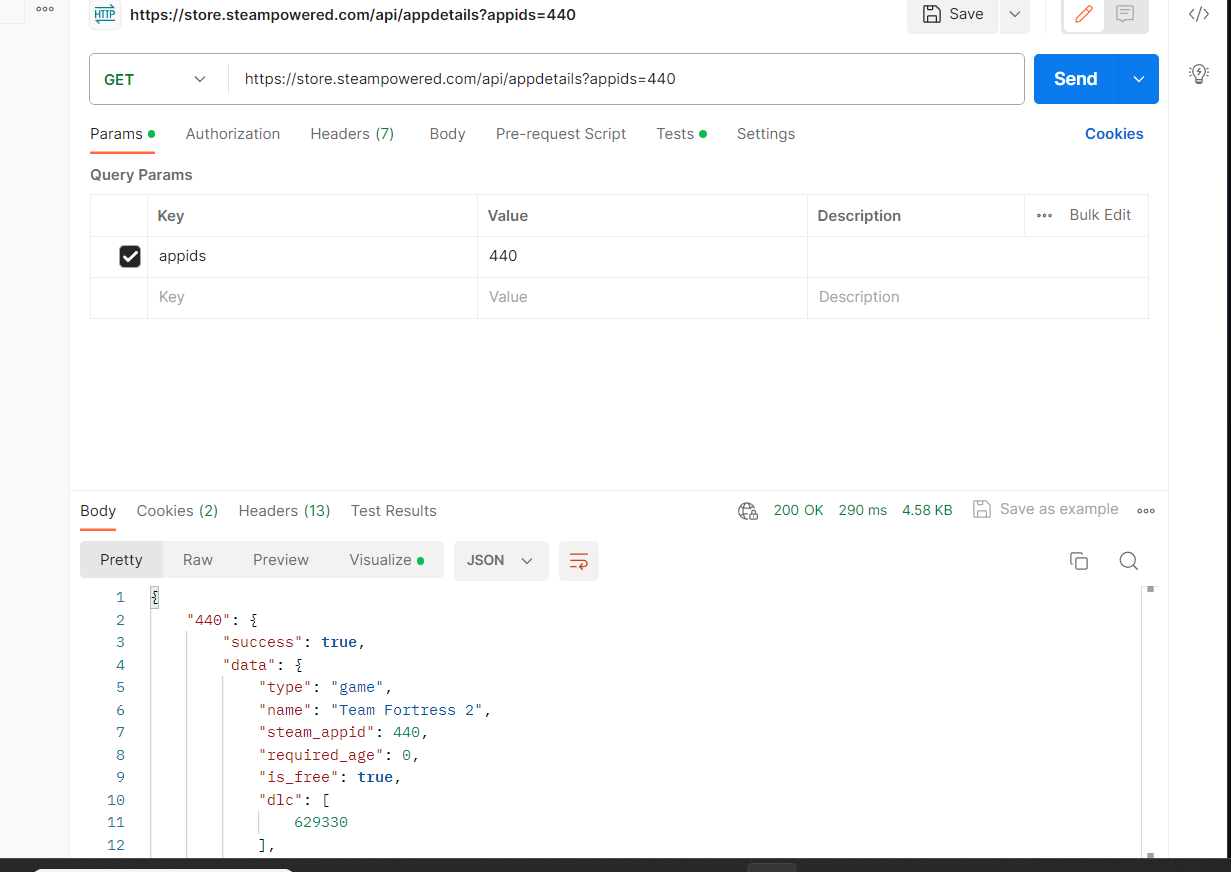 HTTP https://store.steampowered.com/api/appdetails?appids=440 Save
GET https://store.steampowered.com/api/appdetails?appids=440 Send
Params Authorization Headers (7) Body Pre-request Script Tests Settings Cookies
Query Params
Key Value Description Bulk Edit
appids 440
Key Value Description
Body Cookies (2) Headers (13) Test Results 200 OK 290 ms 4.58 KB Save as example
Pretty Raw Preview Visualize JSON
1 {
2 "440": {
3 "success": true,
4 "data": {
5 "type": "game",
6 "name": "Team Fortress 2",
7 "steam_appid": 440,
8 "required_age": 0,
9 "is_free": true,
10 "dlc": [
11 629330
12 ],